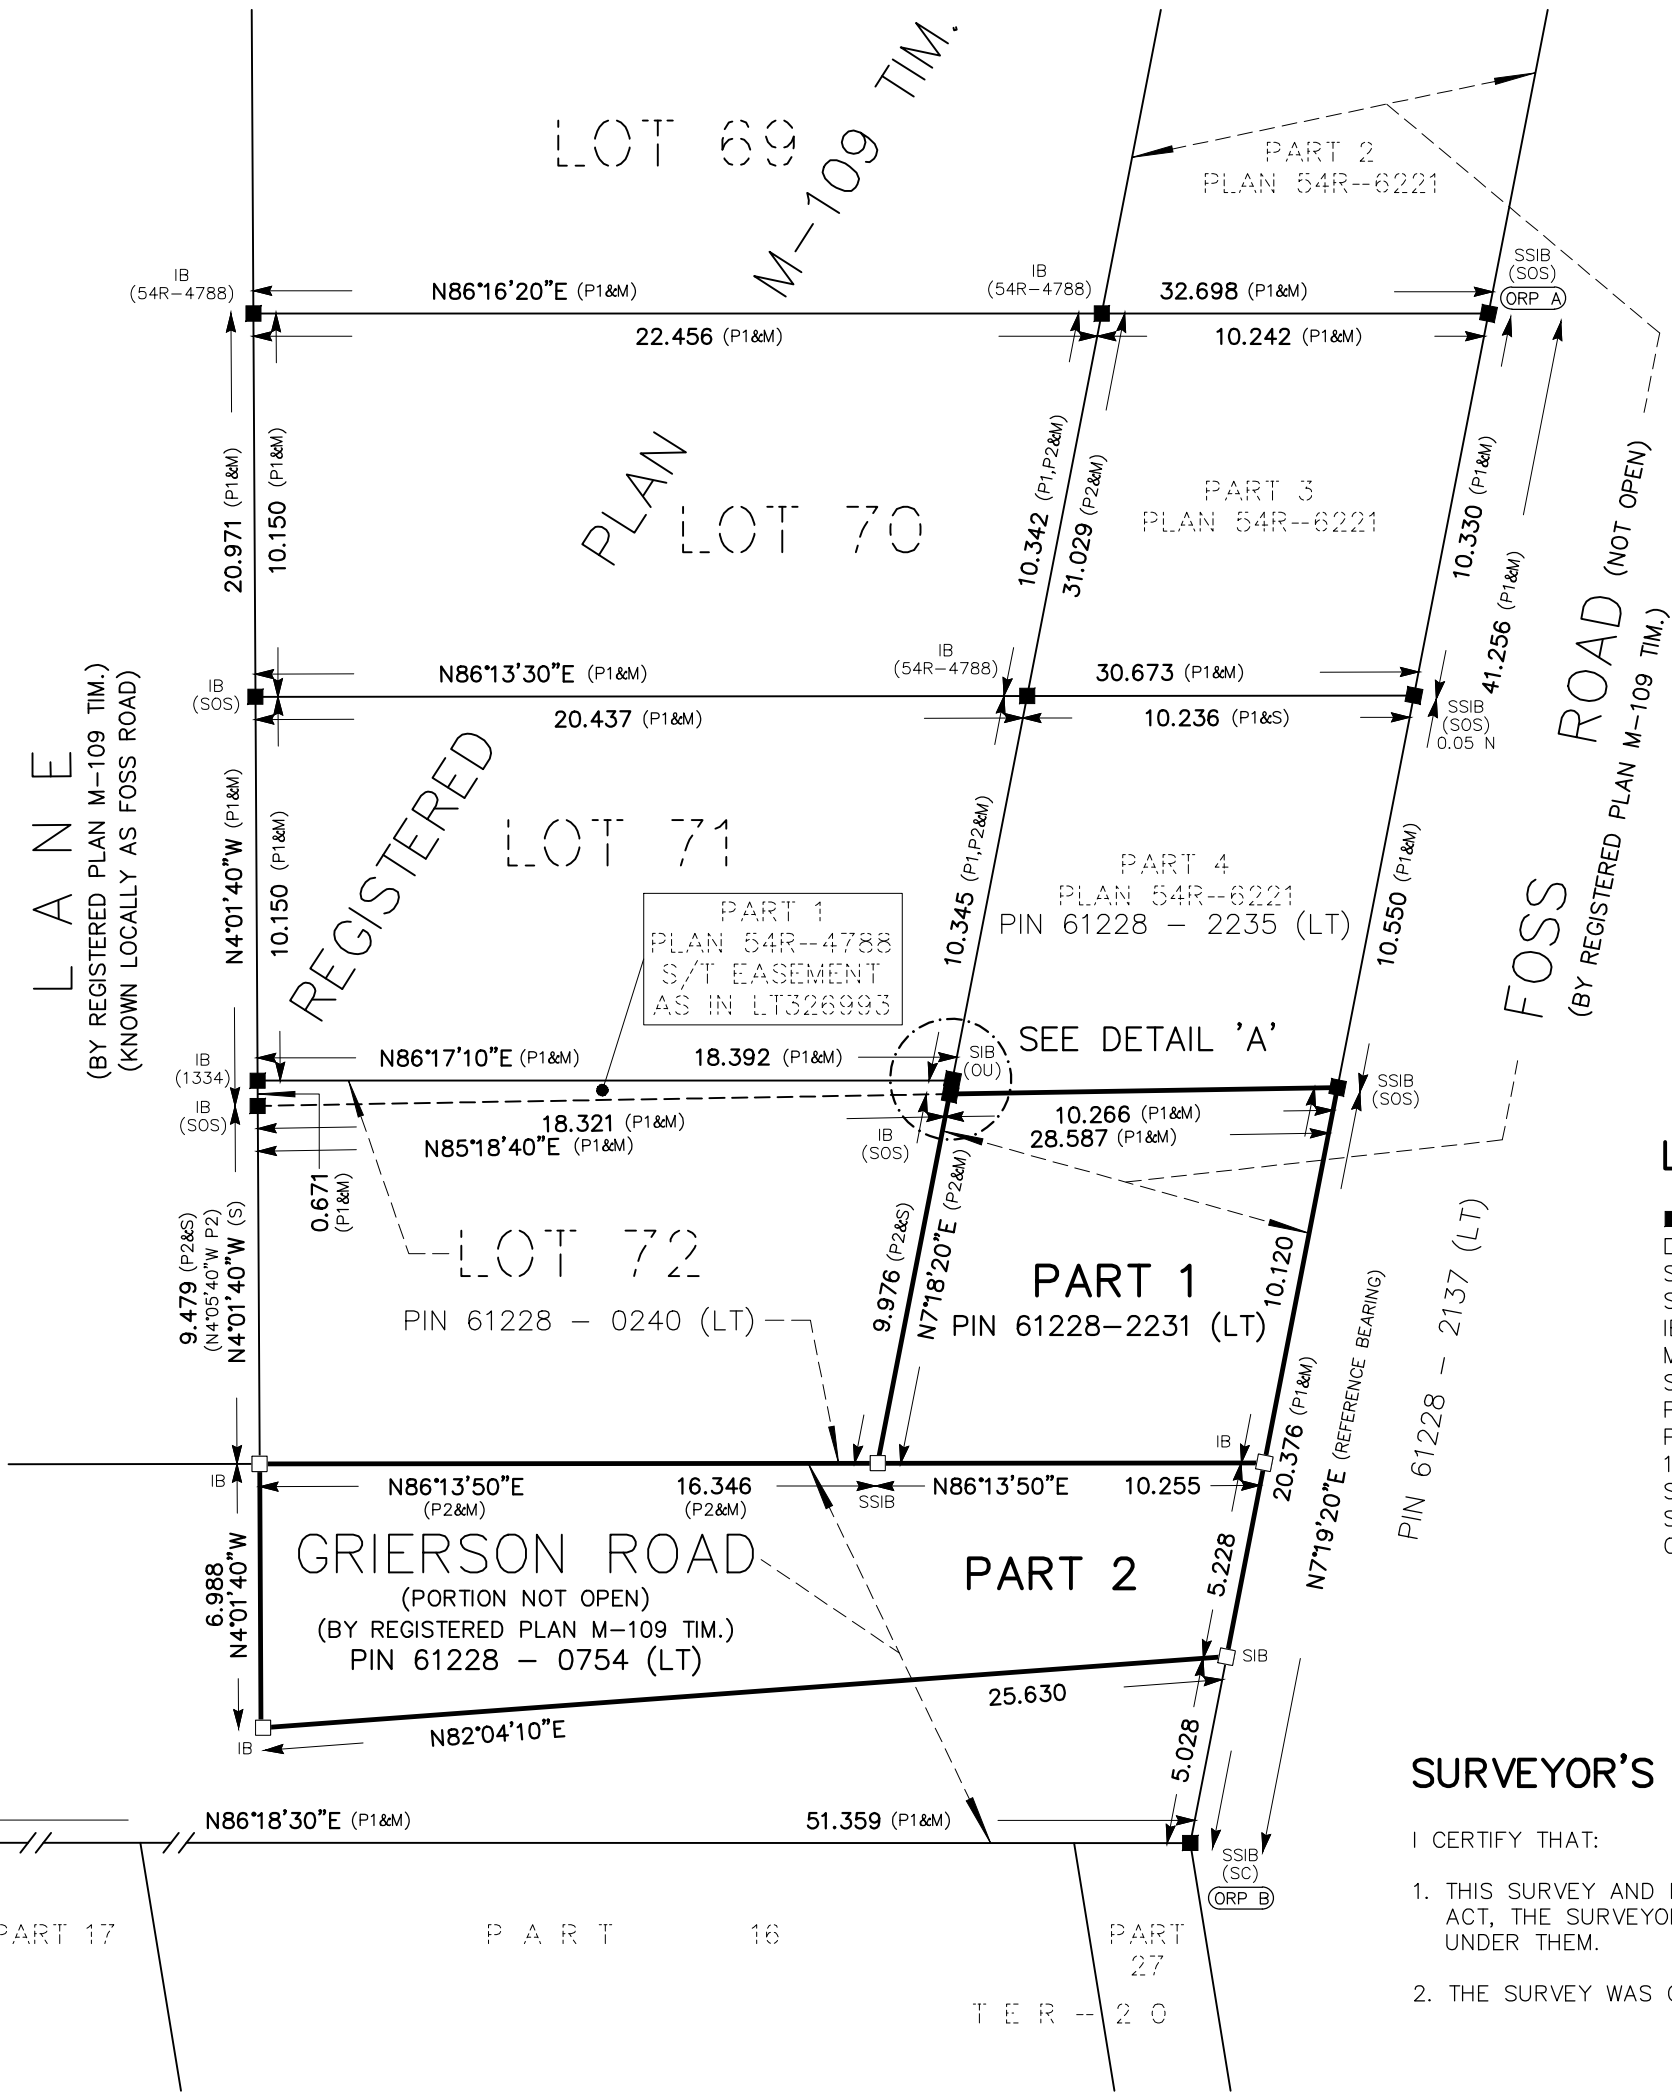 LOT 69
M-109 TIM.
PART 2
PLAN 54R-6221
IB
(54R-4788)
N86°16'20"E (P1&M)
IB
(54R-4788)
32.698 (P1&M)
SSIB
(SOS)
ORP A
22.456 (P1&M)
10.242 (P1&M)
20.971 (P1&M)
10.150 (P1&M)
PLAN
LOT 70
10.342 (P1,P2&M)
31.029 (P2&M)
PART 3
PLAN 54R-6221
10.330 (P1&M)
41.256 (P1&M)
ROAD (NOT OPEN)
FOSS
(BY REGISTERED PLAN M-109 TIM.)
IB
(SOS)
N86°13'30"E (P1&M)
IB
(54R-4788)
30.673 (P1&M)
20.437 (P1&M)
10.236 (P1&S)
SSIB
(SOS)
0.05 N
LANE
(BY REGISTERED PLAN M-109 TIM.)
(KNOWN LOCALLY AS FOSS ROAD)
N4°01'40"W (P1&M)
10.150 (P1&M)
REGISTERED
LOT 71
PART 1
PLAN 54R-4788
S/T EASEMENT
AS IN LT326993
10.345 (P1,P2&M)
PART 4
PLAN 54R-6221
PIN 61228 - 2235 (LT)
10.550 (P1&M)
SEE DETAIL 'A'
IB
(1334)
N86°17'10"E (P1&M)
18.392 (P1&M)
SIB
(OU)
SSIB
(SOS)
IB
(SOS)
18.321 (P1&M)
N85°18'40"E (P1&M)
IB
(SOS)
10.266 (P1&M)
28.587 (P1&M)
0.671
(P1&M)
9.479 (P2&S)
(N4°05'40"W P2)
N4°01'40"W (S)
LOT 72
PIN 61228 - 0240 (LT)
9.976 (P2&S)
N7°18'20"E (P2&M)
PART 1
PIN 61228-2231 (LT)
10.120
20.376 (P1&M)
N7°19'20"E (REFERENCE BEARING)
PIN 61228 - 2137 (LT)
IB
IB
N86°13'50"E
(P2&M)
16.346
(P2&M)
SSIB
N86°13'50"E
10.255
6.988
N4°01'40"W
GRIERSON ROAD
(PORTION NOT OPEN)
(BY REGISTERED PLAN M-109 TIM.)
PIN 61228 - 0754 (LT)
PART 2
5.228
SIB
25.630
N82°04'10"E
IB
5.028
N86°18'30"E (P1&M)
51.359 (P1&M)
SSIB
(SC)
ORP B
PART 17
PART 16
PART
27
TER-20
SURVEYOR'S
I CERTIFY THAT:
1. THIS SURVEY AND
ACT, THE
UNDER THEM.
2. THE SURVEY WAS